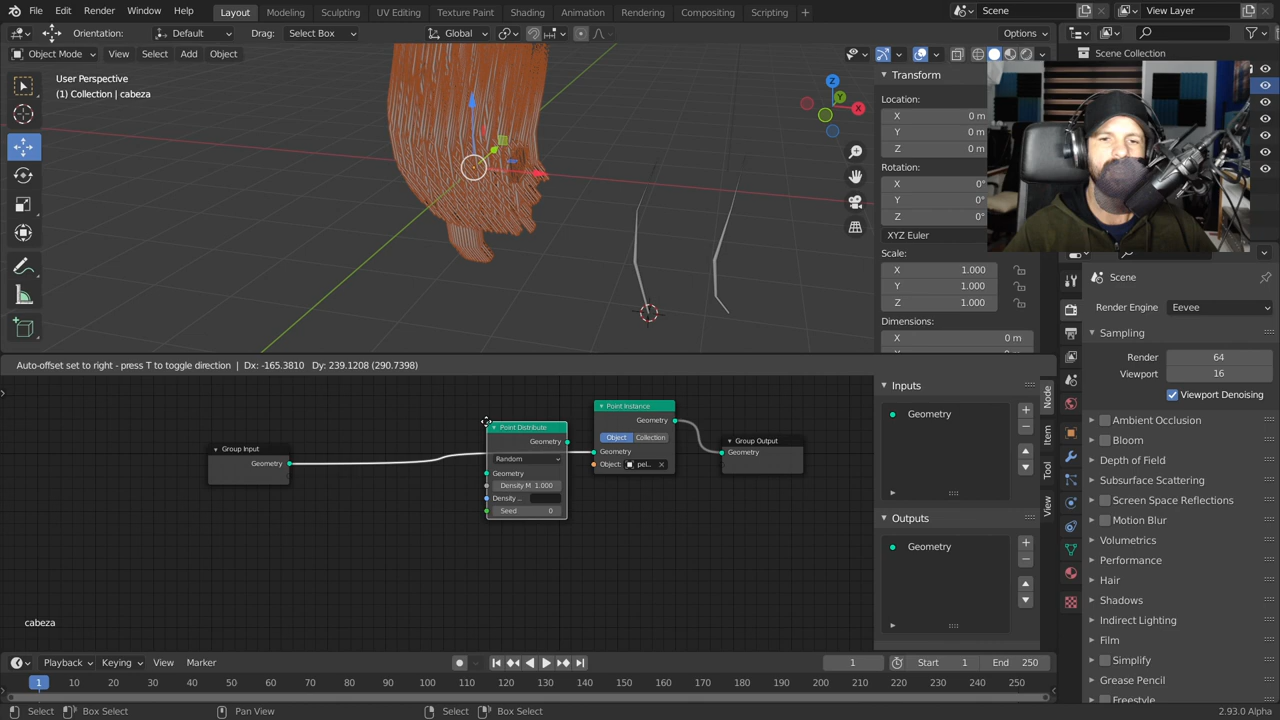 File Edit Render Window Help Layout Modeling Sculpting UV Editing Texture Paint Shading Animation Rendering Compositing Scripting + Scene View Layer
Orientation: Default Drag: Select Box Global Options
Object Mode View Select Add Object
Scene Collection
User Perspective
(1) Collection | cabeza
Z
Y
X
Transform
Location:
X 0 m
Y 0 m
Z 0 m
Rotation:
X 0°
Y 0°
Z 0°
XYZ Euler
Scale:
X 1.000
Y 1.000
Z 1.000
Dimensions:
X 0 m
Scene
Render Engine Eevee
Sampling
Render 64
Viewport 16
Viewport Denoising
Ambient Occlusion
Bloom
Depth of Field
Subsurface Scattering
Screen Space Reflections
Motion Blur
Volumetrics
Performance
Hair
Shadows
Indirect Lighting
Film
Simplify
Grease Pencil
Freestyle
Auto-offset set to right - press T to toggle direction | Dx: -165.3810 Dy: 239.1208 (290.7398)
Group Input
Geometry
Point Distribute
Geometry
Random
Geometry
Density M 1.000
Density ..
Seed 0
Point Instance
Geometry
Object Collection
Geometry
Object: pel...
Group Output
Geometry
cabeza
Inputs
Geometry
Outputs
Geometry
Node
Item
Tool
View
Playback Keying View Marker 1 Start 1 End 250
1 10 20 30 40 50 60 70 80 90 100 110 120 130 140 150 160 170 180 190 200 210 220 230 240 250
Select Box Select Pan View Select Box Select 2.93.0 Alpha